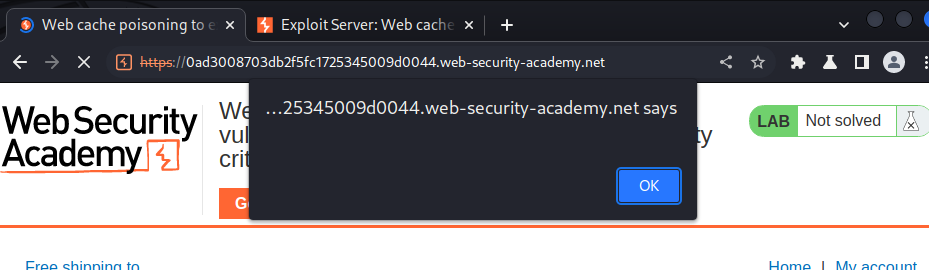 Web cache poisoning to e
Exploit Server: Web cache
https://0ad3008703db2f5fc1725345009d0044.web-security-academy.net
...25345009d0044.web-security-academy.net says
OK
Web Security
Academy
We
vul
ty
crit
G
LAB
Not solved
Free shipping to
Home | My account